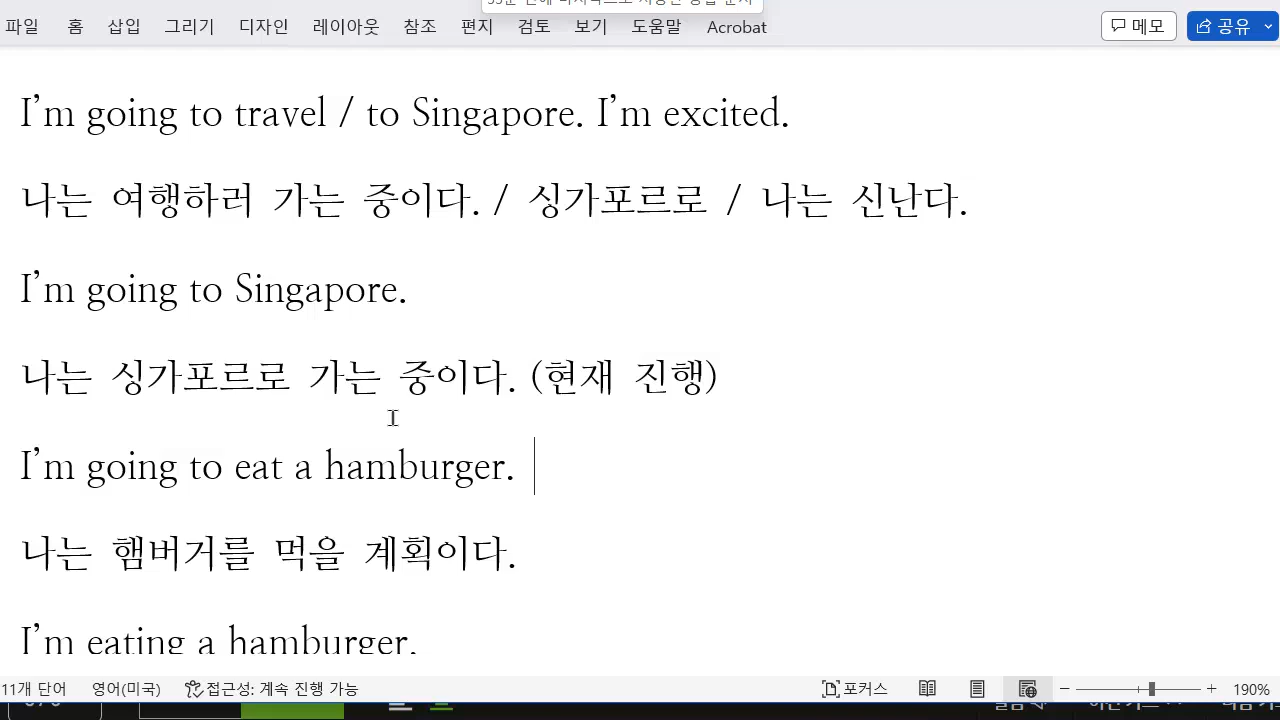 파일 홈 삽입 그리기 디자인 레이아웃 참조 편지 검토 보기 도움말 Acrobat 메모 공유
I'm going to travel / to Singapore. I'm excited.
나는 여행하러 가는 중이다. / 싱가포르로 / 나는 신난다.
I'm going to Singapore.
나는 싱가포르로 가는 중이다. (현재 진행)
I'm going to eat a hamburger.
나는 햄버거를 먹을 계획이다.
I'm eating a hamburger.
11개 단어 영어(미국) 접근성: 계속 진행 가능 포커스 190%